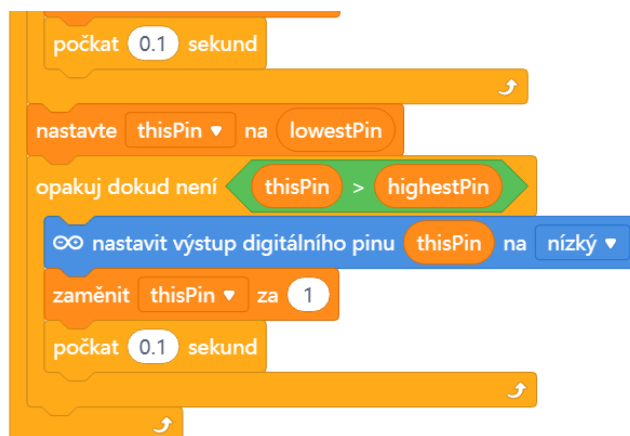 počkat 0.1 sekund
nastavte thisPin na lowestPin
opakuj dokud není thisPin > highestPin
nastavit výstup digitálního pinu thisPin na nízký
zaměnit thisPin za 1
počkat 0.1 sekund